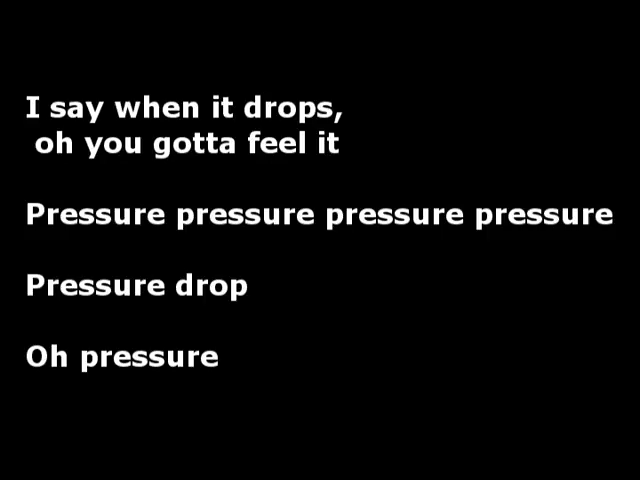 I say when it drops,
oh you gotta feel it
Pressure pressure pressure pressure
Pressure drop
Oh pressure